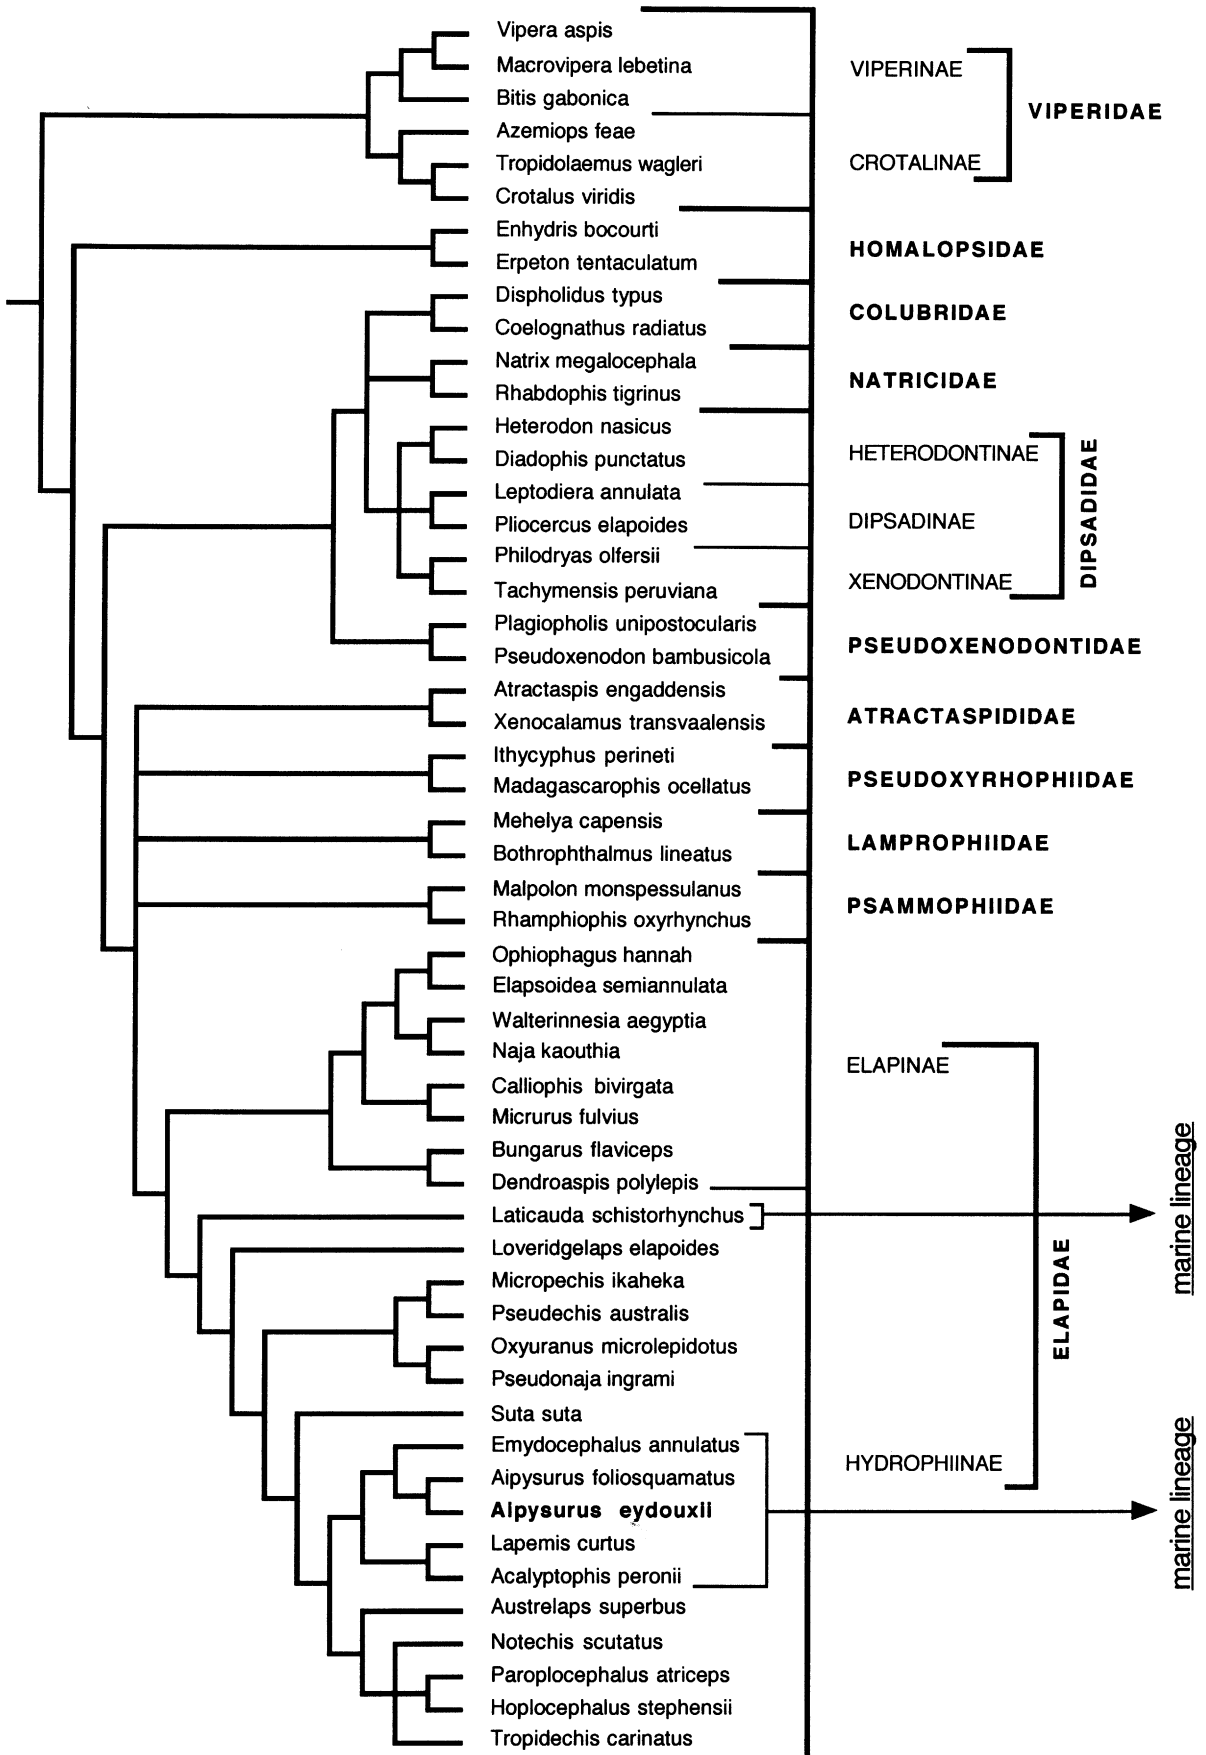 Vipera aspis
Macrovipera lebetina
VIPERINAE
Bitis gabonica
VIPERIDAE
Azemiops feae
Tropidolaemus wagleri
CROTALINAE
Crotalus viridis
Enhydris bocourti
HOMALOPSIDAE
Erpeton tentaculatum
Dispholidus typus
COLUBRIDAE
Coelognathus radiatus
Natrix megalocephala
NATRICIDAE
Rhabdophis tigrinus
Heterodon nasicus
HETERODONTINAE
Diadophis punctatus
Leptodiera annulata
DIPSADINAE
Pliocercus elapoides
DIPSADIDAE
Philodryas olfersii
XENODONTINAE
Tachymensis peruviana
Plagiopholis unipostocularis
PSEUDOXENODONTIDAE
Pseudoxenodon bambusicola
Atractaspis engaddensis
ATRACTASPIDIDAE
Xenocalamus transvaalensis
Ithycyphus perineti
PSEUDOXYRHOPHIIDAE
Madagascarophis ocellatus
Mehelya capensis
LAMPROPHIIDAE
Bothrophthalmus lineatus
Malpolon monspessulanus
PSAMMOPHIIDAE
Rhamphiophis oxyrhynchus
Ophiophagus hannah
Elapsoidea semiannulata
Walterinnesia aegyptia
Naja kaouthia
ELAPINAE
Calliophis bivirgata
Micrurus fulvius
Bungarus flaviceps
Dendroaspis polylepis
Laticauda schistorhynchus
marine lineage
Loveridgelaps elapoides
Micropechis ikaheka
ELAPIDAE
Pseudechis australis
Oxyuranus microlepidotus
Pseudonaja ingrami
Suta suta
Emydocephalus annulatus
HYDROPHIINAE
Aipysurus foliosquamatus
Aipysurus eydouxii
marine lineage
Lapemis curtus
Acalyptophis peronii
Austrelaps superbus
Notechis scutatus
Paroplocephalus atriceps
Hoplocephalus stephensii
Tropidechis carinatus